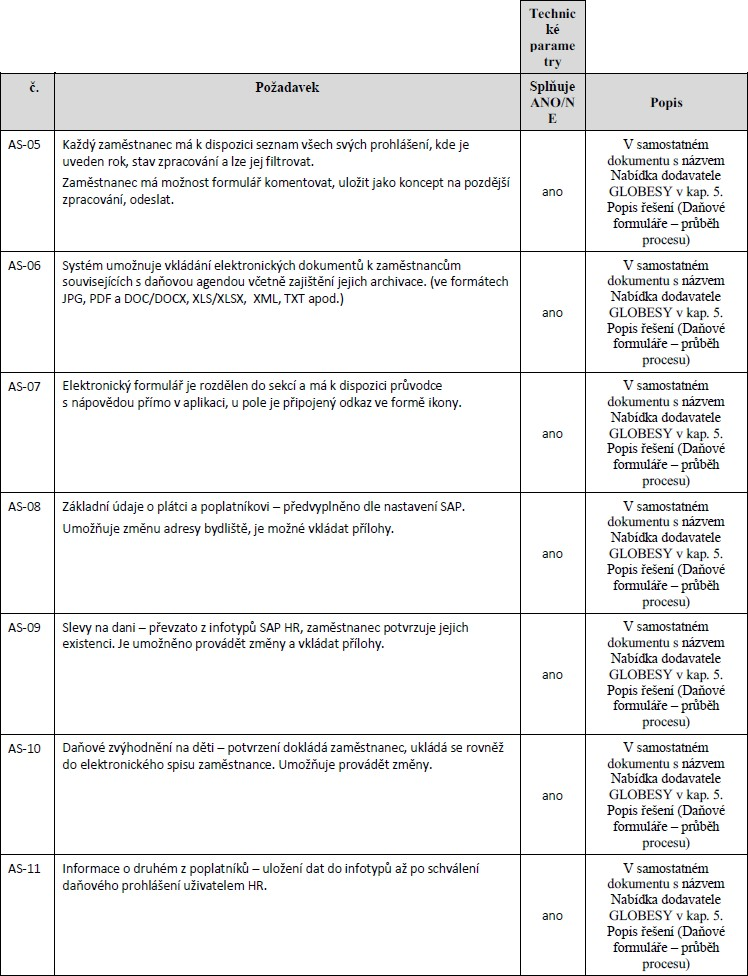 Technic
ké
parame
try
č.
Požadavek
Splňuje
ANO/N
E
Popis
AS-05
Každý zaměstnanec má k dispozici seznam všech svých prohlášení, kde je
uveden rok, stav zpracování a lze jej filtrovat.
Zaměstnanec má možnost formulář komentovat, uložit jako koncept na pozdější
zpracování, odeslat.
ano
V samostatném
dokumentu s názvem
Nabídka dodavatele
GLOBESY v kap. 5.
Popis řešení (Daňové
formuláře – průběh
procesu)
AS-06
Systém umožnuje vkládání elektronických dokumentů k zaměstnancům
souvisejících s daňovou agendou včetně zajištění jejich archivace. (ve formátech
JPG, PDF a DOC/DOCX, XLS/XLSX, XML, TXT apod.)
ano
V samostatném
dokumentu s názvem
Nabídka dodavatele
GLOBESY v kap. 5.
Popis řešení (Daňové
formuláře – průběh
procesu)
AS-07
Elektronický formulář je rozdělen do sekcí a má k dispozici průvodce
s nápovědou přímo v aplikaci, u pole je připojený odkaz ve formě ikony.
ano
V samostatném
dokumentu s názvem
Nabídka dodavatele
GLOBESY v kap. 5.
Popis řešení (Daňové
formuláře – průběh
procesu)
AS-08
Základní údaje o plátci a poplatníkovi – předvyplněno dle nastavení SAP.
Umožňuje změnu adresy bydliště, je možné vkládat přílohy.
ano
V samostatném
dokumentu s názvem
Nabídka dodavatele
GLOBESY v kap. 5.
Popis řešení (Daňové
formuláře – průběh
procesu)
AS-09
Slevy na dani – převzato z infotypů SAP HR, zaměstnanec potvrzuje jejich
existenci. Je umožněno provádět změny a vkládat přílohy.
ano
V samostatném
dokumentu s názvem
Nabídka dodavatele
GLOBESY v kap. 5.
Popis řešení (Daňové
formuláře – průběh
procesu)
AS-10
Daňové zvýhodnění na děti – potvrzení dokládá zaměstnanec, ukládá se rovněž
do elektronického spisu zaměstnance. Umožňuje provádět změny.
ano
V samostatném
dokumentu s názvem
Nabídka dodavatele
GLOBESY v kap. 5.
Popis řešení (Daňové
formuláře – průběh
procesu)
AS-11
Informace o druhém z poplatníků – uložení dat do infotypů až po schválení
daňového prohlášení uživatelem HR.
ano
V samostatném
dokumentu s názvem
Nabídka dodavatele
GLOBESY v kap. 5.
Popis řešení (Daňové
formuláře – průběh
procesu)